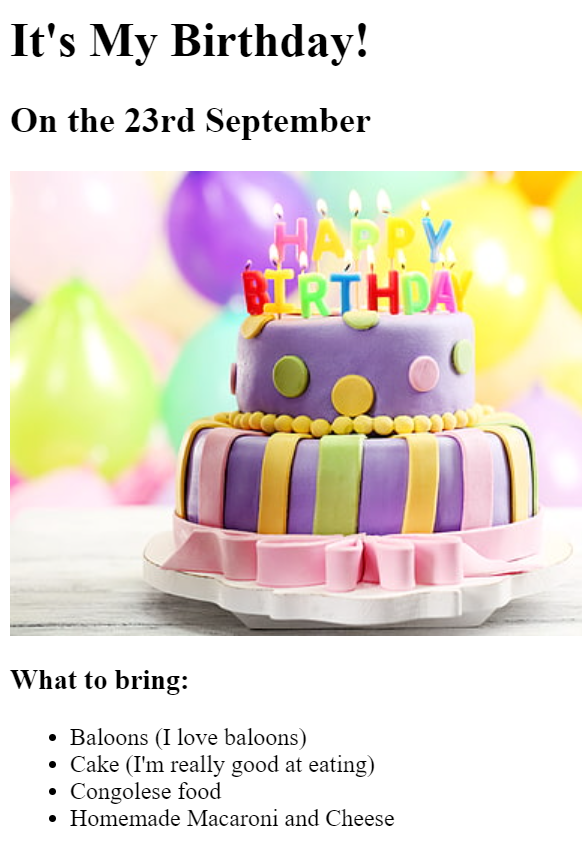 It's My Birthday!
On the 23rd September
HAPPY
BIRTHDAY
What to bring:
Baloons (I love baloons)
Cake (I'm really good at eating)
Congolese food
Homemade Macaroni and Cheese